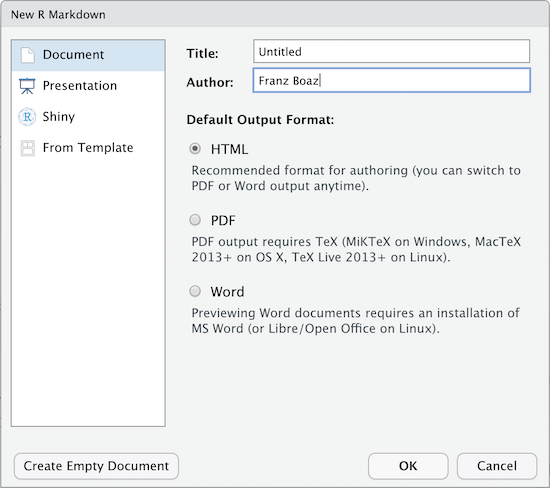 New R Markdown
Document
Presentation
Shiny
From Template
Title: Untitled
Author: Franz Boaz
Default Output Format:
HTML
Recommended format for authoring (you can switch to
PDF or Word output anytime).
PDF
PDF output requires TeX (MiKTeX on Windows, MacTeX
2013+ on OS X, TeX Live 2013+ on Linux).
Word
Previewing Word documents requires an installation of
MS Word (or Libre/Open Office on Linux).
Create Empty Document
OK
Cancel